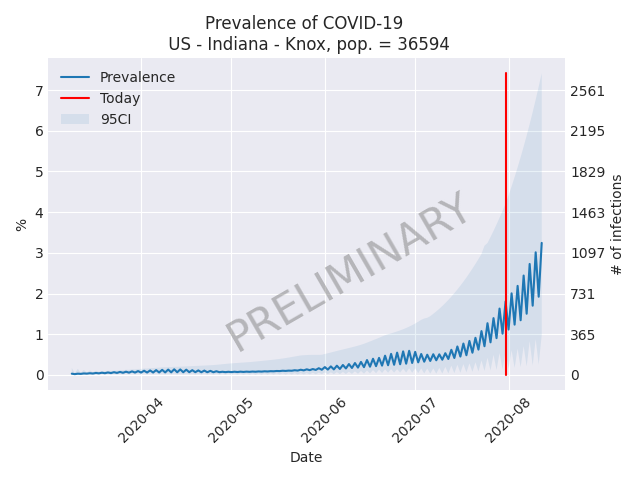 Prevalence of COVID-19
US - Indiana - Knox, pop. = 36594
Prevalence
Today
95CI
PRELIMINARY
7
6
5
4
3
2
1
0
%
2561
2195
1829
1463
1097
731
365
0
# of infections
2020-04
2020-05
2020-06
2020-07
2020-08
Date